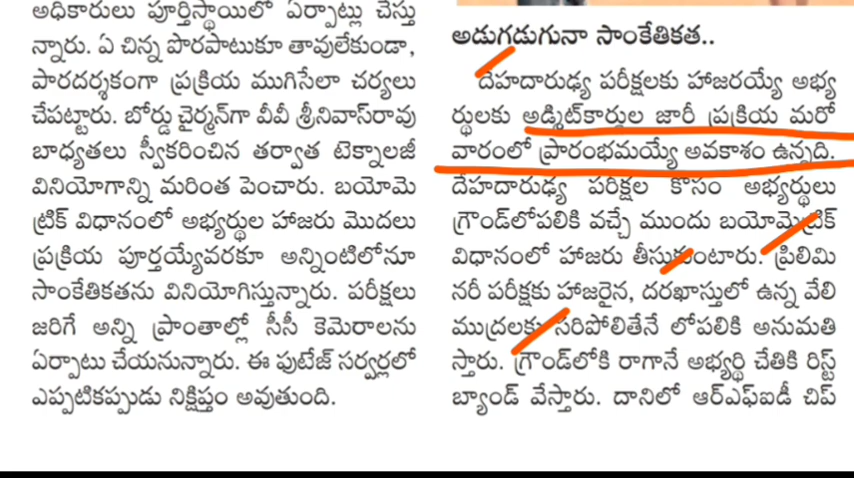 అధికారులు పూర్తిస్థాయిలో ఏర్పాట్లు చేస్తు
న్నారు. ఏ చిన్న పొరపాటుకూ తావులేకుండా,
పారదర్శకంగా ప్రక్రియ ముగిసేలా చర్యలు
చేపట్టారు. బోర్డు చైర్మన్‌గా వీవీ శ్రీనివాస్‌రావు
బాధ్యతలు స్వీకరించిన తర్వాత టెక్నాలజీ
వినియోగాన్ని మరింత పెంచారు. బయోమె
ట్రిక్ విధానంలో అభ్యర్థుల హాజరు మొదలు
ప్రక్రియ పూర్తయ్యేవరకూ అన్నింటిలోనూ
సాంకేతికతను వినియోగిస్తున్నారు. పరీక్షలు
జరిగే అన్ని ప్రాంతాల్లో సీసీ కెమెరాలను
ఏర్పాటు చేయనున్నారు. ఈ ఫుటేజ్ సర్వర్లలో
ఎప్పటికప్పుడు నిక్షిప్తం అవుతుంది.
అడుగడుగునా సాంకేతికత..
దేహదారుఢ్య పరీక్షలకు హాజరయ్యే అభ్య
ర్థులకు అడ్మిట్‌కార్డుల జారీ ప్రక్రియ మరో
వారంలో ప్రారంభమయ్యే అవకాశం ఉన్నది.
దేహదారుఢ్య పరీక్షల కోసం అభ్యర్థులు
గ్రౌండ్‌లోపలికి వచ్చే ముందు బయోమెట్రిక్
విధానంలో హాజరు తీసుకుంటారు. ప్రిలిమి
నరీ పరీక్షకు హాజరైన, దరఖాస్తులో ఉన్న వేలి
ముద్రలకు సరిపోలితేనే లోపలికి అనుమతి
స్తారు. గ్రౌండ్‌లోకి రాగానే అభ్యర్థి చేతికి రిస్ట్
బ్యాండ్ వేస్తారు. దానిలో ఆర్ఎఫ్ఐడీ చిప్